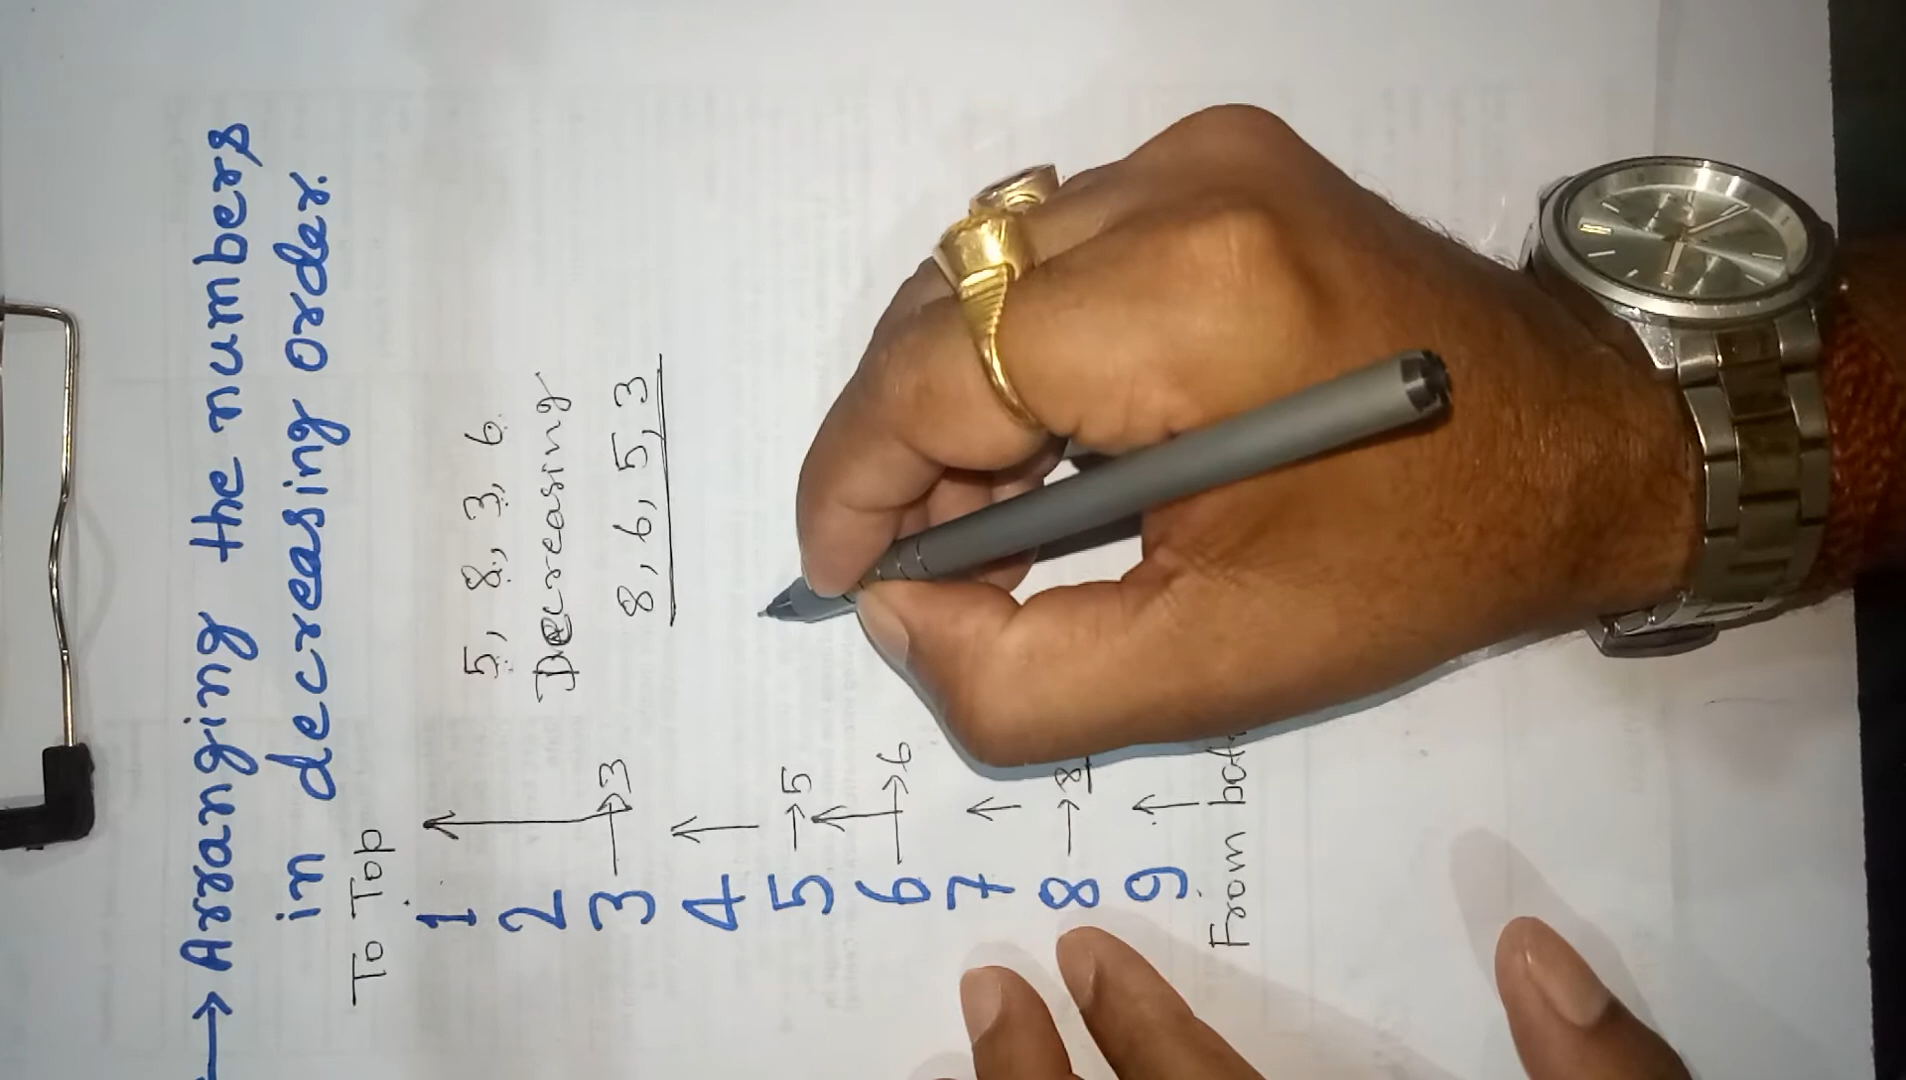 → Arranging the numbers
in decreasing order.
To Top
1
2
3 → 3
4
5 → 5
6 → 6
7
8 → 8
9
From
5, 8, 3, 6
Decreasing
8, 6, 5, 3